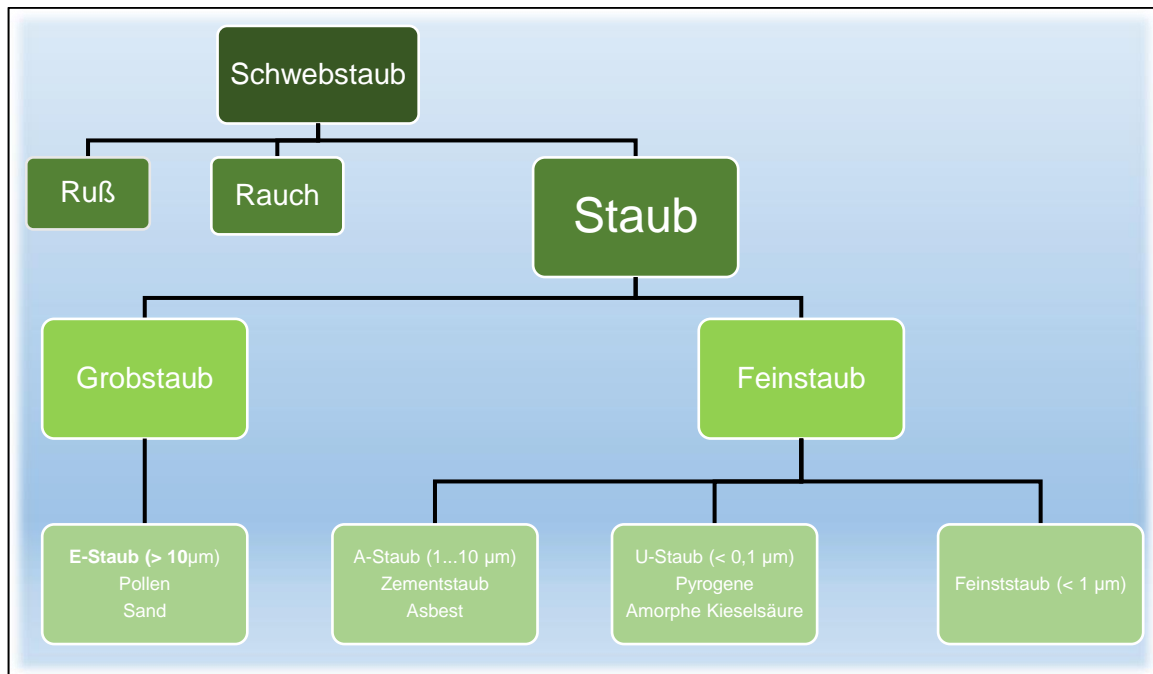 Schwebstaub
Ruß
Rauch
Staub
Grobstaub
Feinstaub
E-Staub (> 10µm)
Pollen
Sand
A-Staub (1...10 µm)
Zementstaub
Asbest
U-Staub (< 0,1 µm)
Pyrogene
Amorphe Kieselsäure
Feinststaub (< 1 µm)